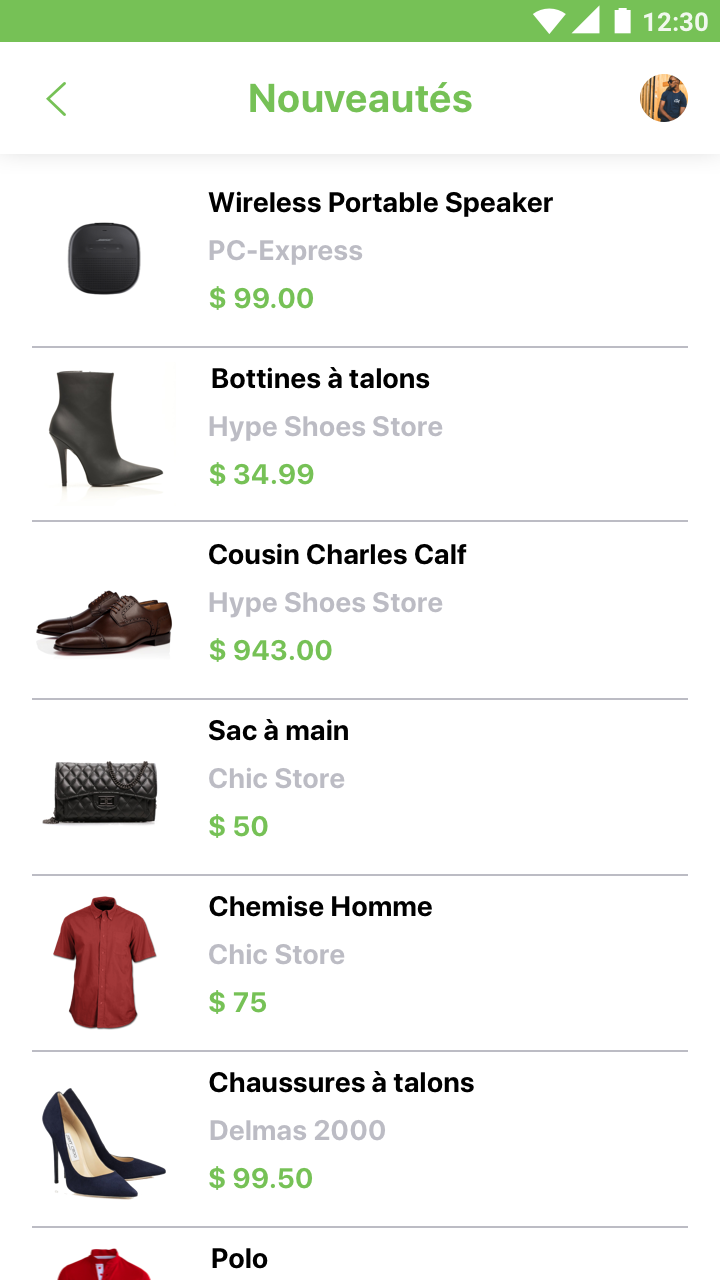 12:30
Nouveautés
Wireless Portable Speaker
PC-Express
$ 99.00
Bottines à talons
Hype Shoes Store
$ 34.99
Cousin Charles Calf
Hype Shoes Store
$ 943.00
Sac à main
Chic Store
$ 50
Chemise Homme
Chic Store
$ 75
Chaussures à talons
Delmas 2000
$ 99.50
Polo